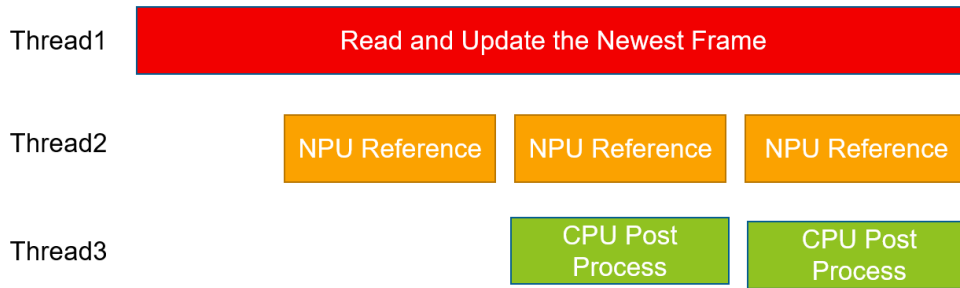 Thread1
Read and Update the Newest Frame
Thread2
NPU Reference
NPU Reference
NPU Reference
Thread3
CPU Post
Process
CPU Post
Process